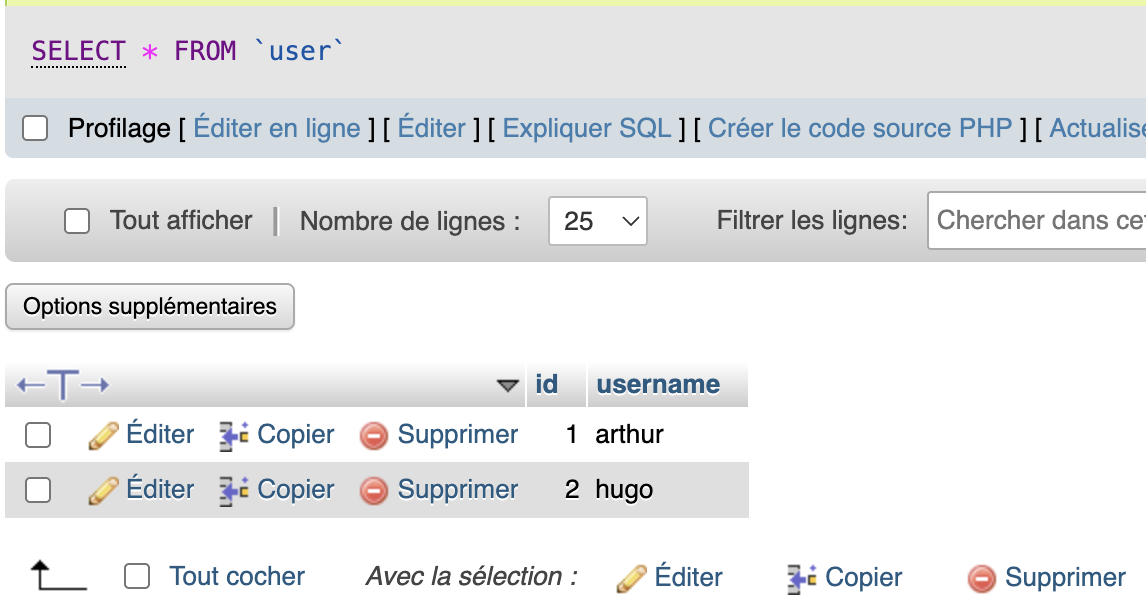 SELECT * FROM `user`
Profilage [ Éditer en ligne ] [ Éditer ] [ Expliquer SQL ] [ Créer le code source PHP ] [ Actualise
Tout afficher | Nombre de lignes : 25 Filtrer les lignes: Chercher dans ce
Options supplémentaires
←T→ id username
Éditer Copier Supprimer 1 arthur
Éditer Copier Supprimer 2 hugo
Tout cocher Avec la sélection : Éditer Copier Supprimer